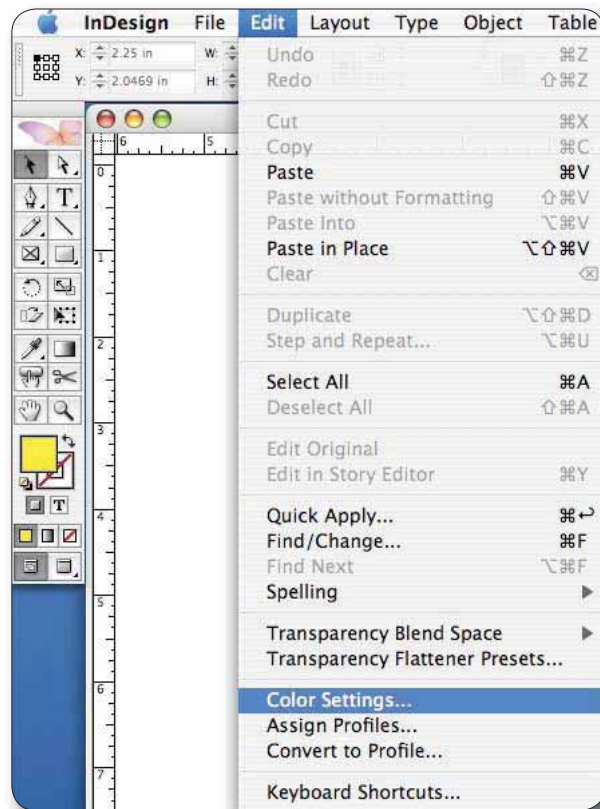 InDesign File Edit Layout Type Object Table
X: 2.25 in W:
Y: 2.0469 in H:
Undo ⌘Z
Redo ⇧⌘Z
Cut ⌘X
Copy ⌘C
Paste ⌘V
Paste without Formatting ⇧⌘V
Paste Into ⌥⌘V
Paste in Place ⌥⇧⌘V
Clear ⌫
Duplicate ⌥⇧⌘D
Step and Repeat... ⌥⌘U
Select All ⌘A
Deselect All ⇧⌘A
Edit Original
Edit in Story Editor ⌘Y
Quick Apply... ⌘↩
Find/Change... ⌘F
Find Next ⌥⌘F
Spelling
Transparency Blend Space
Transparency Flattener Presets...
Color Settings...
Assign Profiles...
Convert to Profile...
Keyboard Shortcuts...
6 5
0
1
2
3
4
5
6
7
T
T